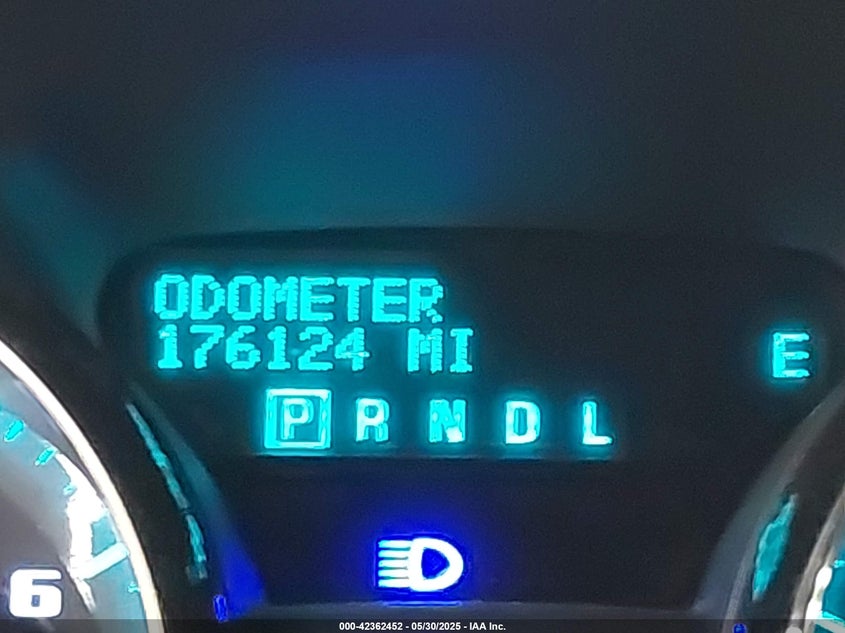 ODOMETER
176124 MI
E
P R N D L
6
000-42362452 - 05/30/2025 - IAA Inc.